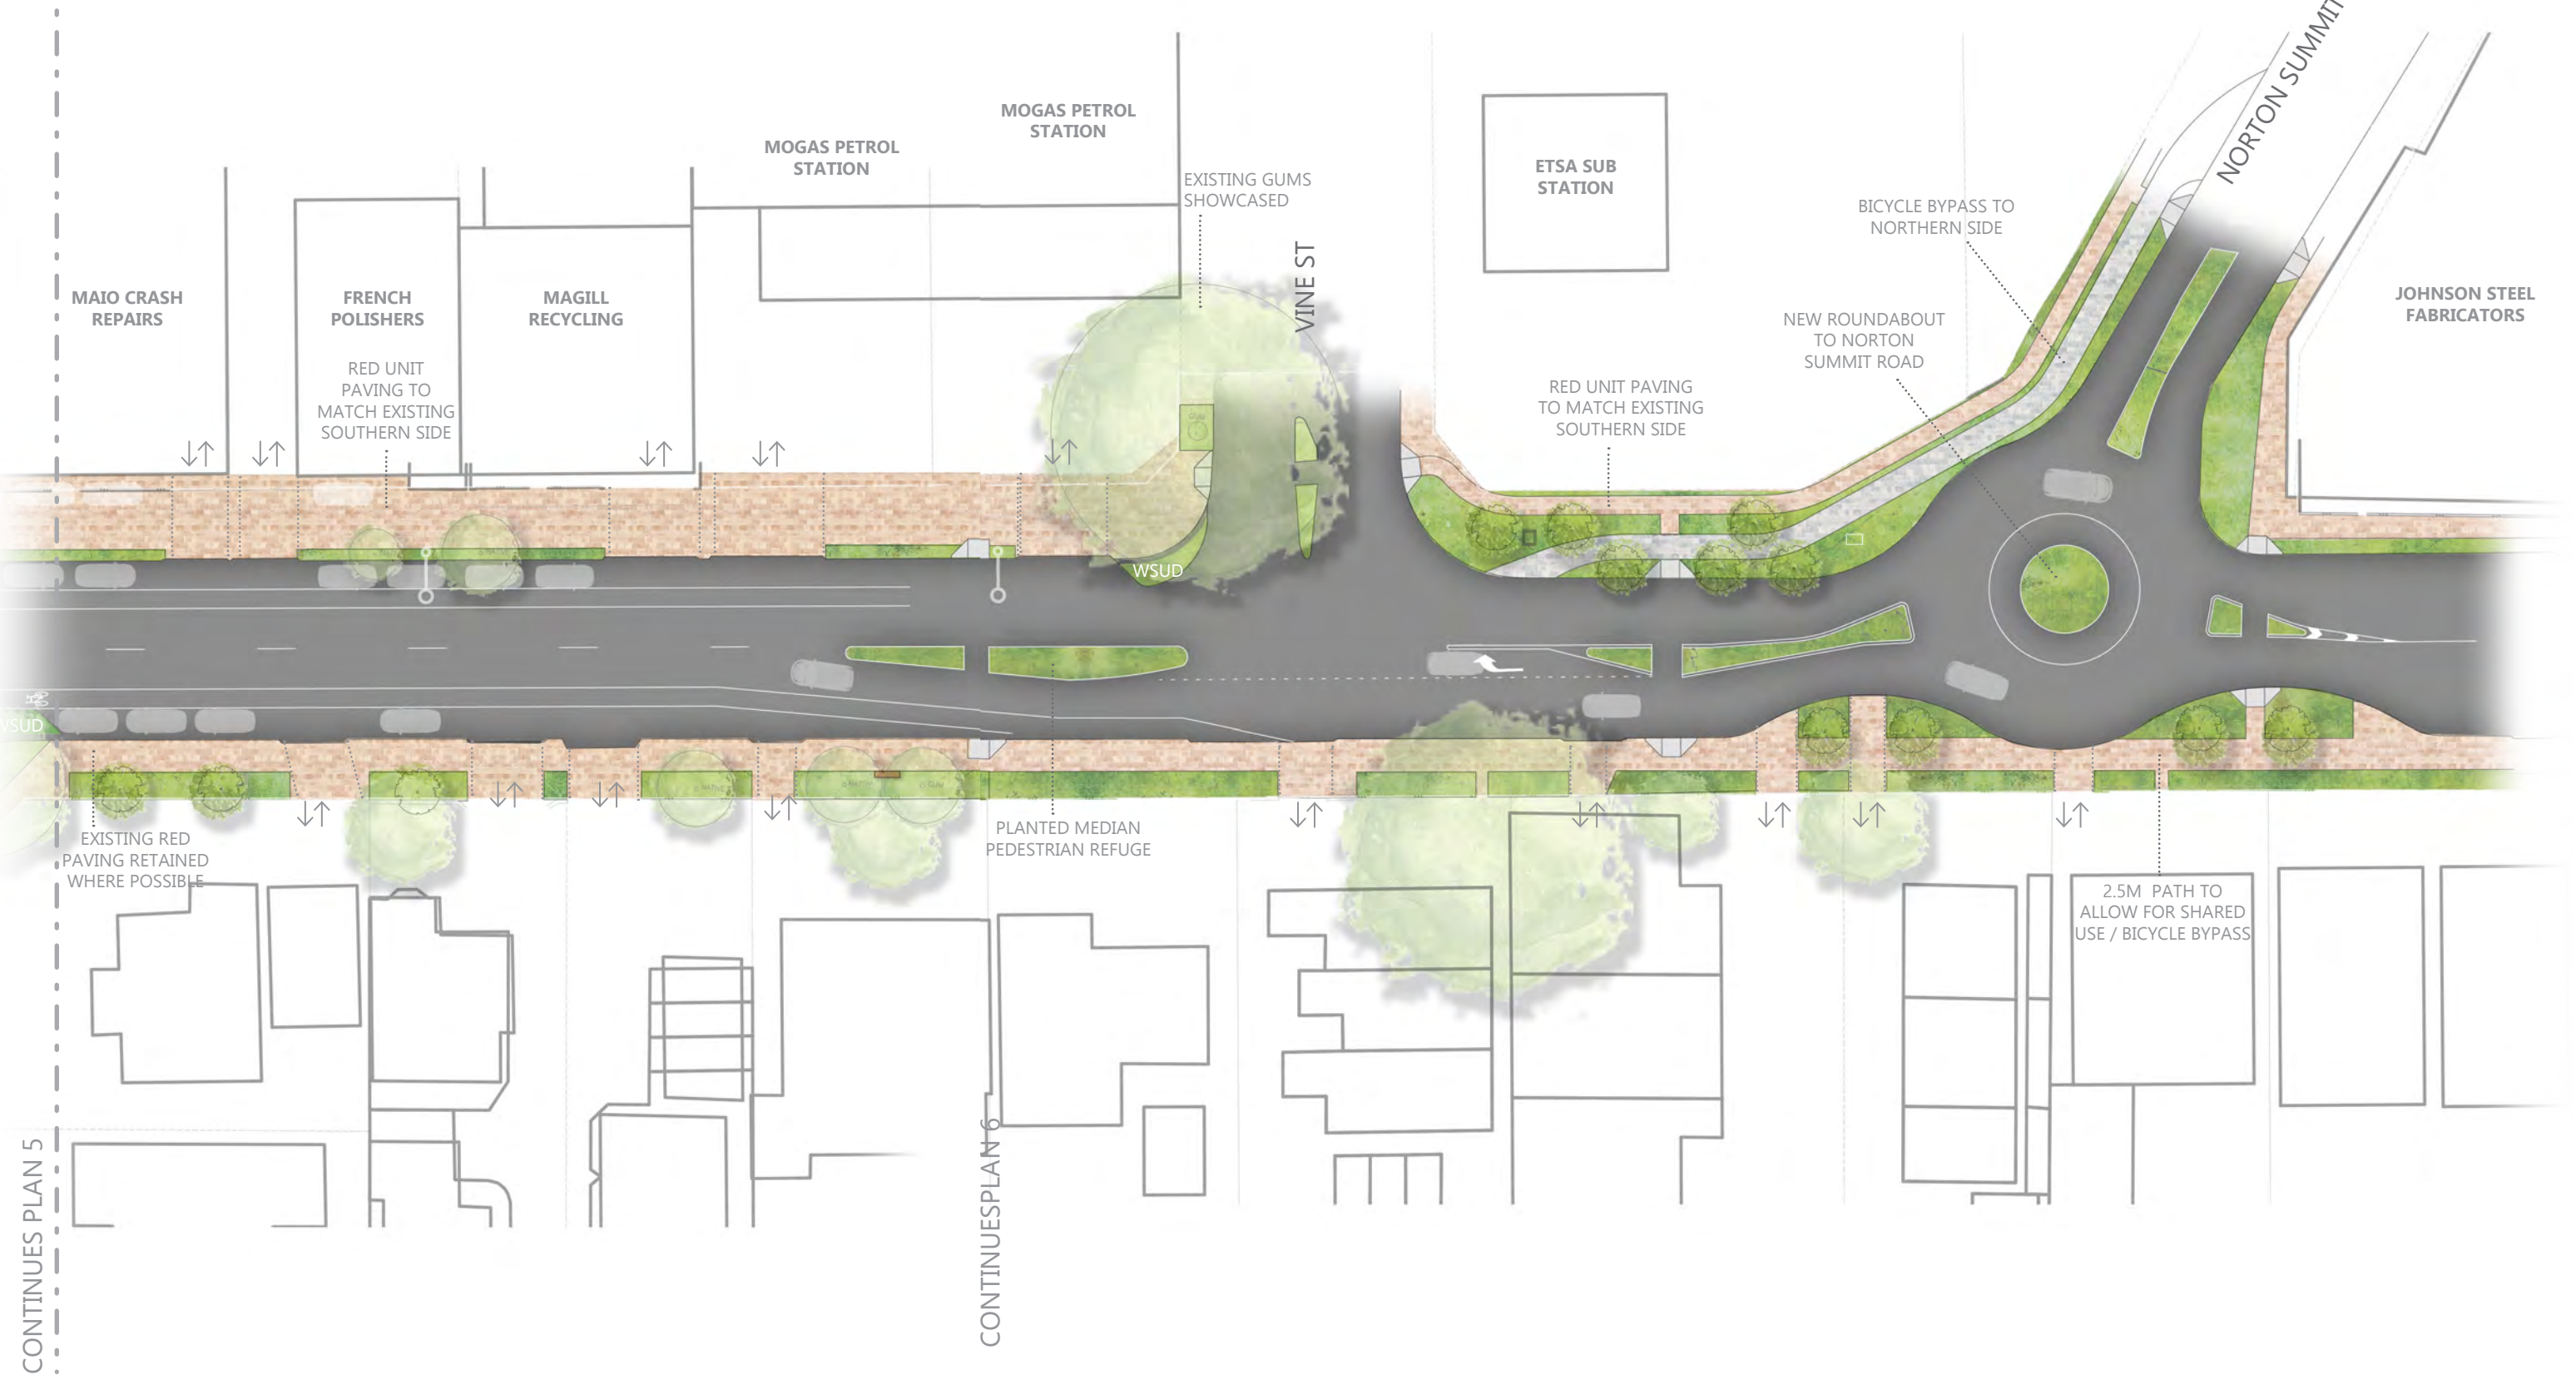 NORTON SUMMIT
MOGAS PETROL
STATION
MOGAS PETROL
STATION
EXISTING GUMS
SHOWCASED
ETSA SUB
STATION
BICYCLE BYPASS TO
NORTHERN SIDE
VINE ST
MAIO CRASH
REPAIRS
FRENCH
POLISHERS
MAGILL
RECYCLING
JOHNSON STEEL
FABRICATORS
NEW ROUNDABOUT
TO NORTON
SUMMIT ROAD
RED UNIT
PAVING TO
MATCH EXISTING
SOUTHERN SIDE
RED UNIT PAVING
TO MATCH EXISTING
SOUTHERN SIDE
WSUD
WSUD
EXISTING RED
PAVING RETAINED
WHERE POSSIBLE
PLANTED MEDIAN
PEDESTRIAN REFUGE
2.5M PATH TO
ALLOW FOR SHARED
USE / BICYCLE BYPASS
CONTINUES PLAN 5
CONTINUESPLAN 6